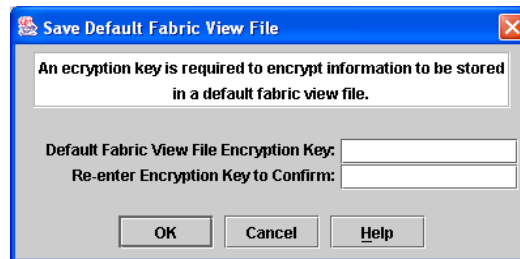 Save Default Fabric View File
An ecryption key is required to encrypt information to be stored
in a default fabric view file.
Default Fabric View File Encryption Key:
Re-enter Encryption Key to Confirm:
OK Cancel Help